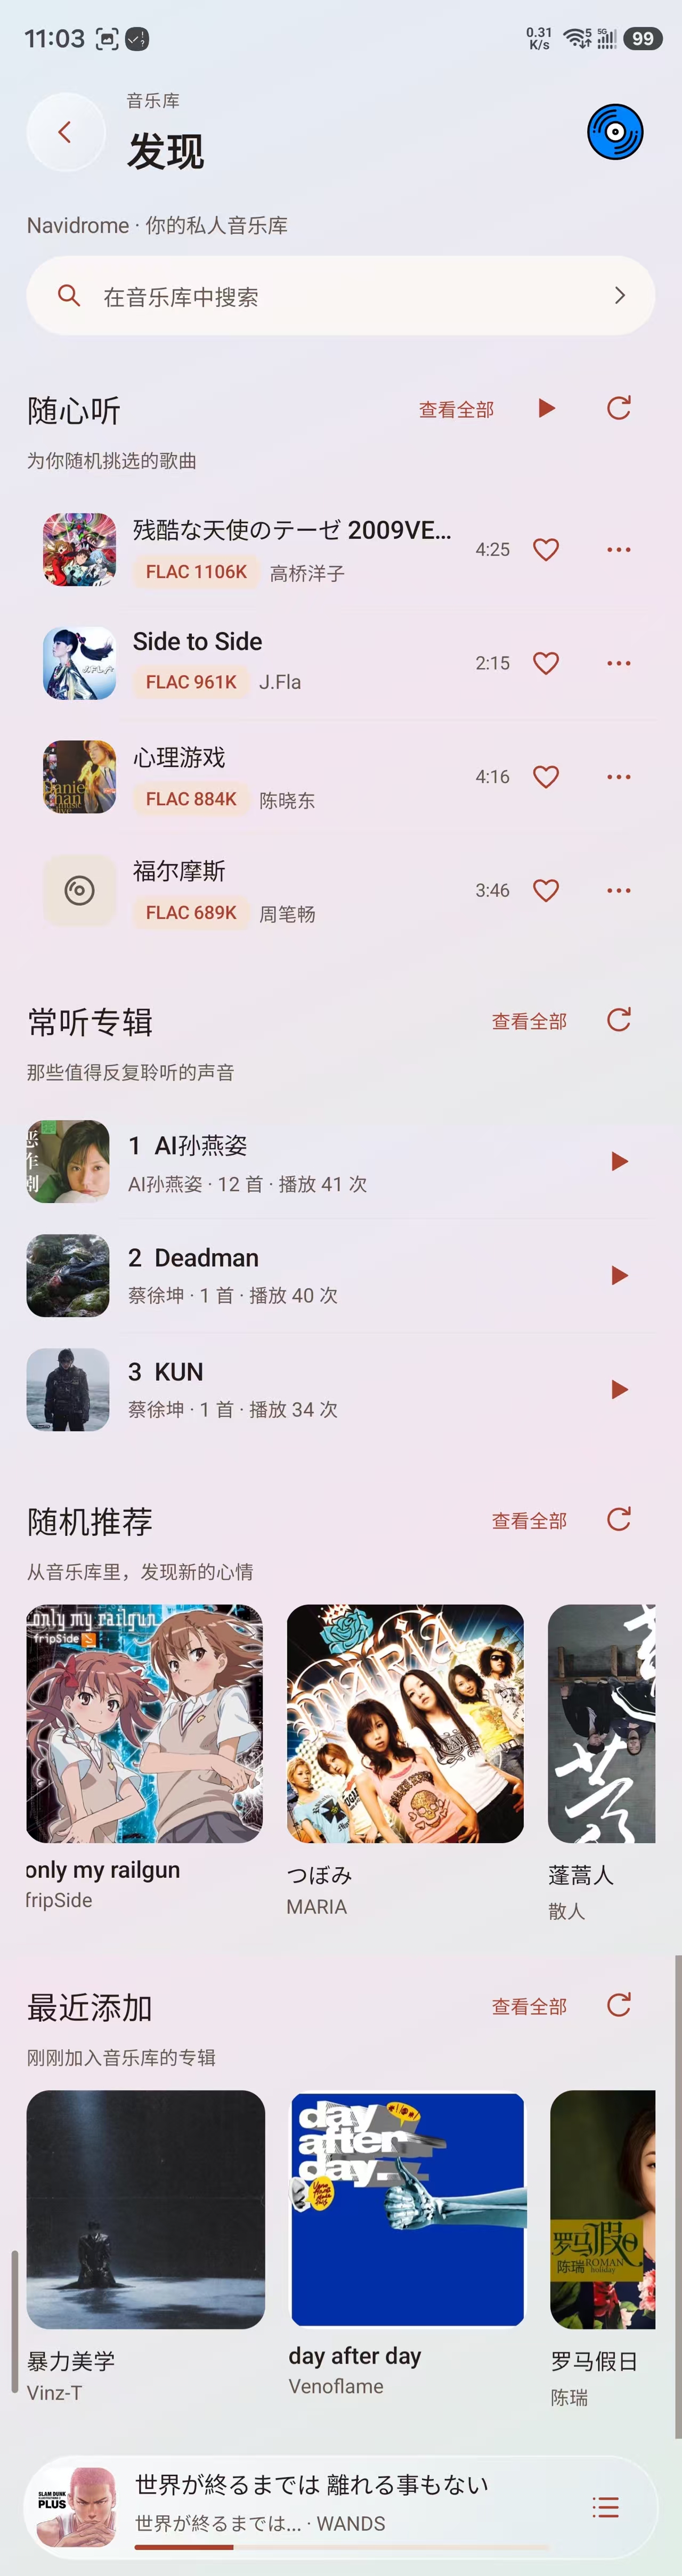 11:03
0.31 K/s
5
5G
99
音乐库
发现
Navidrome · 你的私人音乐库
在音乐库中搜索
随心听
查看全部
为你随机挑选的歌曲
残酷な天使のテーゼ 2009VE...
4:25
FLAC 1106K 高桥洋子
Side to Side
2:15
FLAC 961K J.Fla
心理游戏
4:16
FLAC 884K 陈晓东
福尔摩斯
3:46
FLAC 689K 周笔畅
常听专辑
查看全部
那些值得反复聆听的声音
1 AI孙燕姿
AI孙燕姿 · 12 首 · 播放 41 次
2 Deadman
蔡徐坤 · 1 首 · 播放 40 次
3 KUN
蔡徐坤 · 1 首 · 播放 34 次
随机推荐
查看全部
从音乐库里，发现新的心情
only my railgun
fripSide
MARIA
only my railgun
fripSide
つぼみ
MARIA
蓬蒿人
散人
最近添加
查看全部
刚刚加入音乐库的专辑
day
after
day
罗马假日
陈瑞 ROMAN
holiday
暴力美学
Vinz-T
day after day
Venoflame
罗马假日
陈瑞
SLAM DUNK
PLUS
世界が終るまでは 離れる事もない
世界が終るまでは... · WANDS